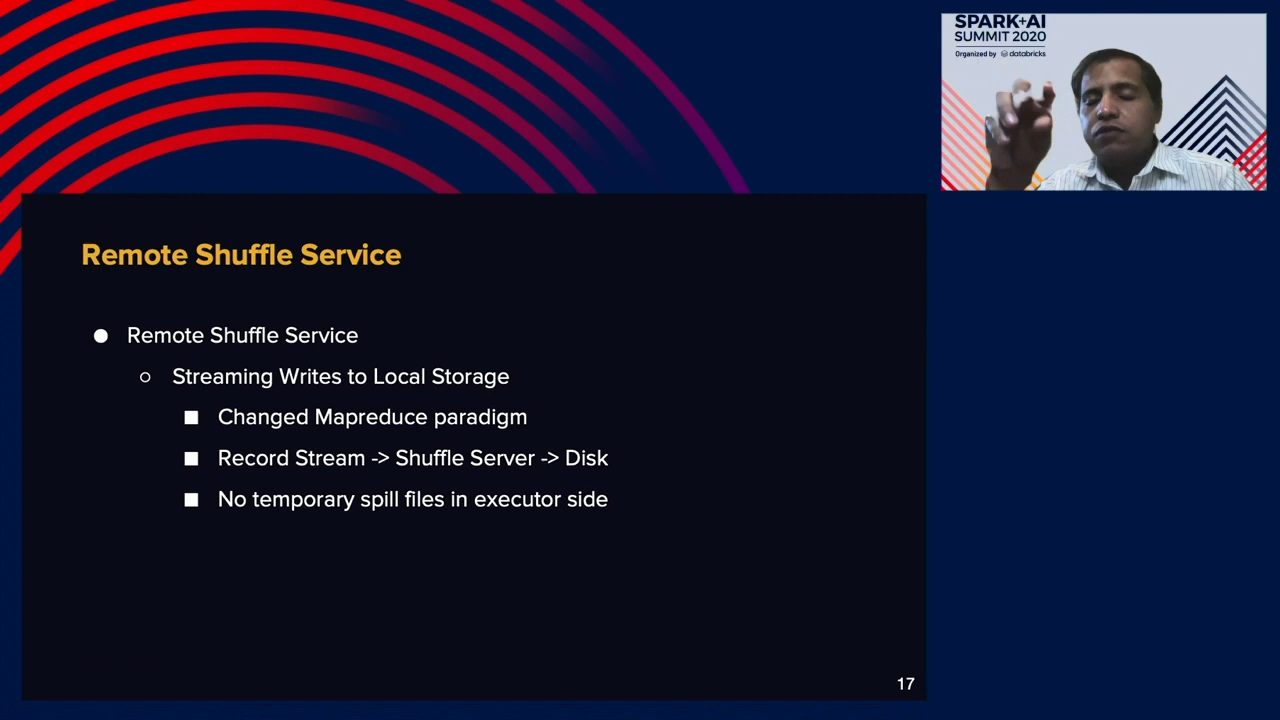 SPARK+AI
SUMMIT 2020
Organized by databricks
Remote Shuffle Service
Remote Shuffle Service
Streaming Writes to Local Storage
Changed Mapreduce paradigm
Record Stream -> Shuffle Server -> Disk
No temporary spill files in executor side
17